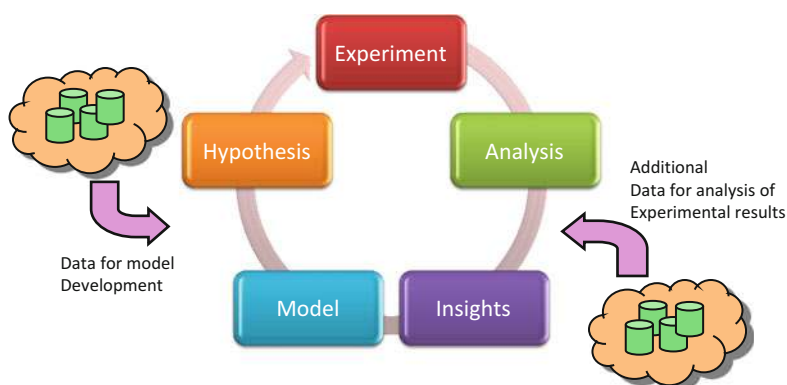 Experiment
Hypothesis
Analysis
Additional
Data for analysis of
Experimental results
Data for model
Development
Model
Insights